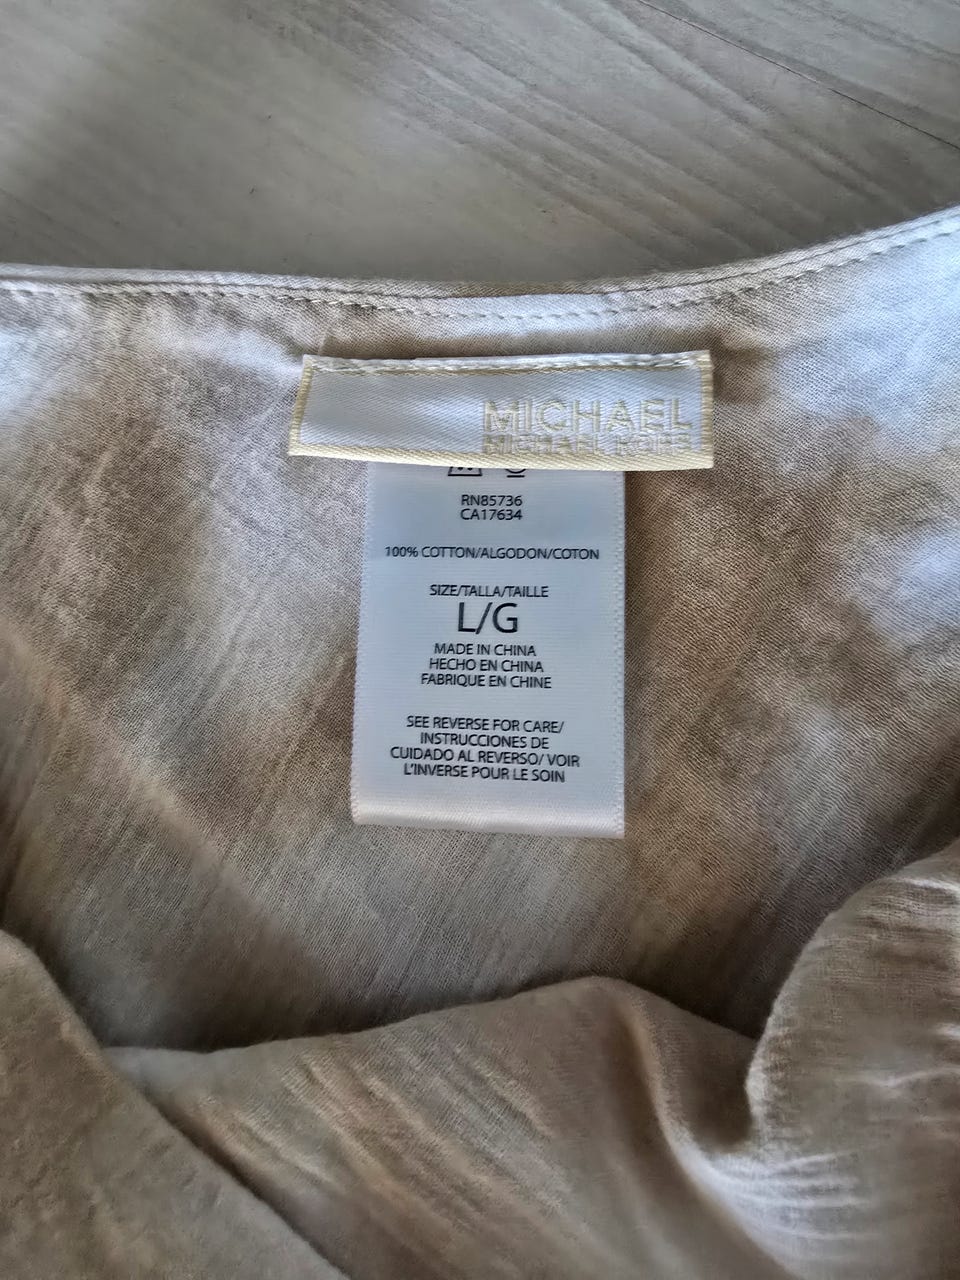 MICHAEL
MICHAEL KORS
RN85736
CA17634
100% COTTON/ALGODON/COTON
SIZE/TALLA/TAILLE
L/G
MADE IN CHINA
HECHO EN CHINA
FABRIQUE EN CHINE
SEE REVERSE FOR CARE/
INSTRUCCIONES DE
CUIDADO AL REVERSO/ VOIR
L'INVERSE POUR LE SOIN